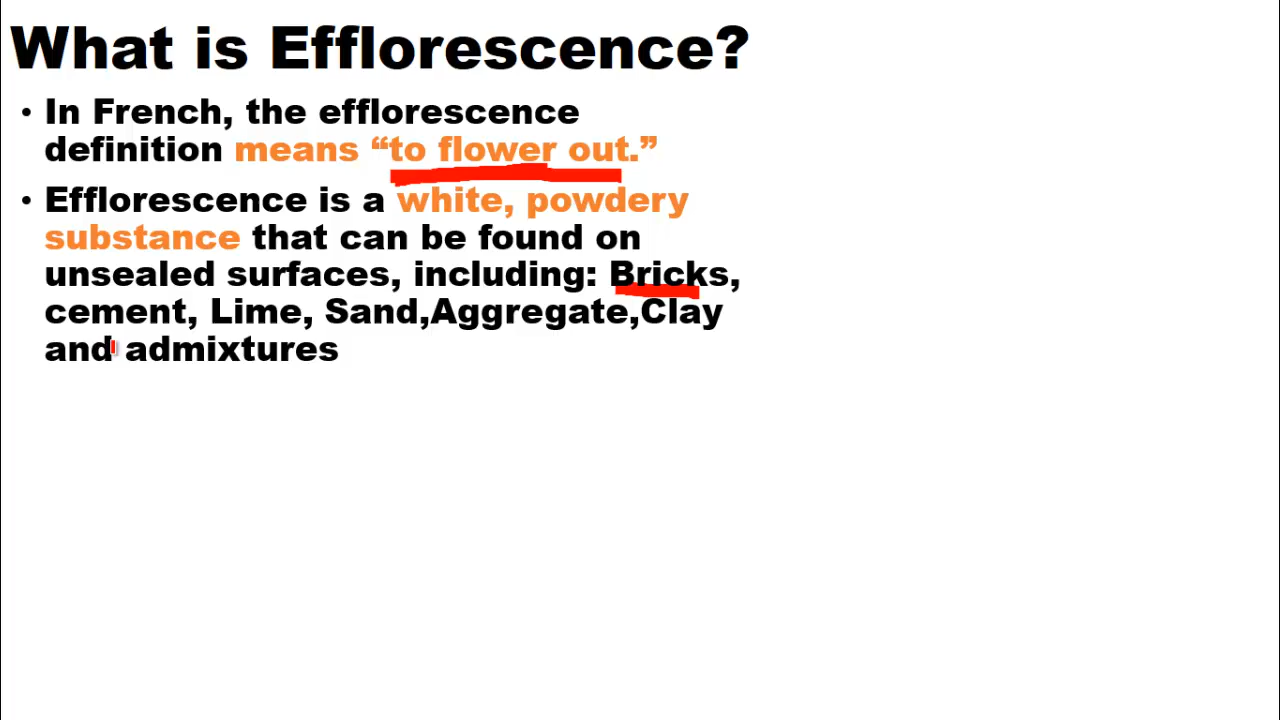 What is Efflorescence?
• In French, the efflorescence
definition means “to flower out.”
• Efflorescence is a white, powdery
substance that can be found on
unsealed surfaces, including: Bricks,
cement, Lime, Sand,Aggregate,Clay
and admixtures